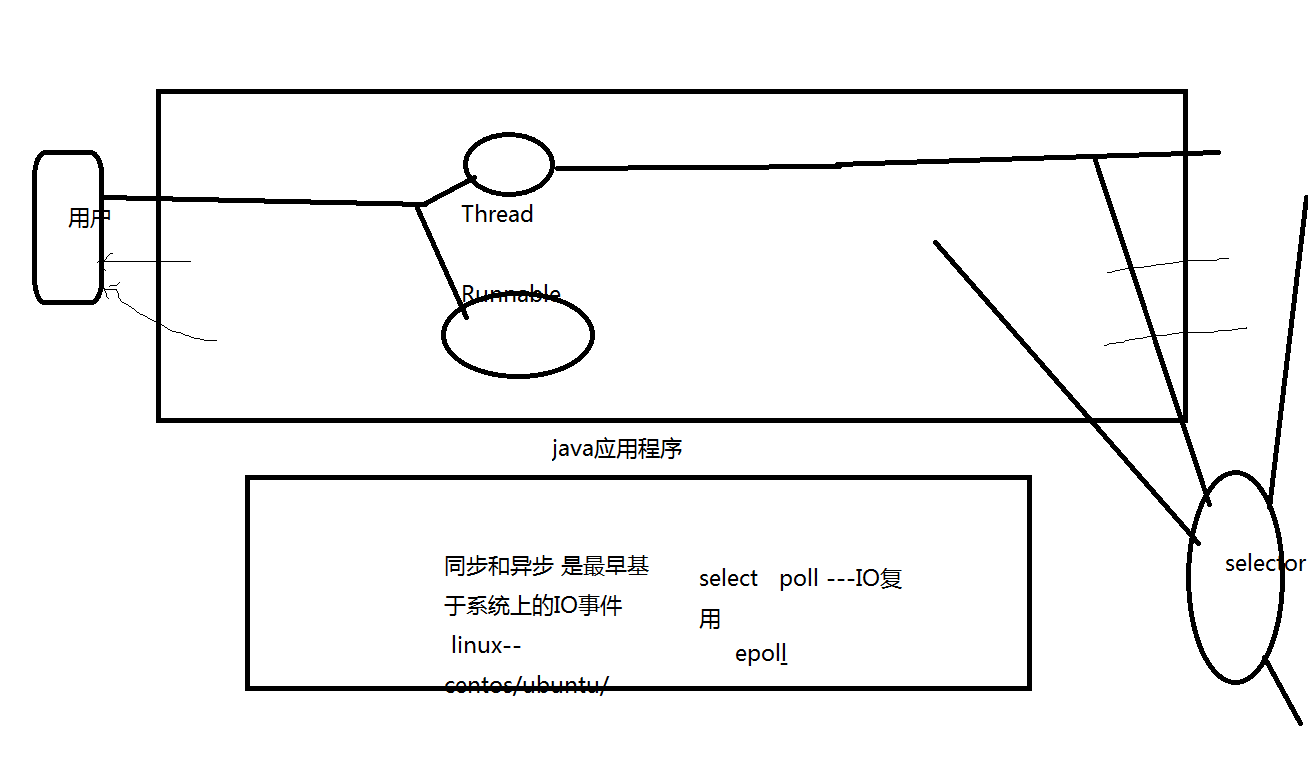 用户
Thread
Runnable
java应用程序
同步和异步 是最早基
于系统上的IO事件
linux--
centos/ubuntu/
select poll ---IO复
用
epoll
selector